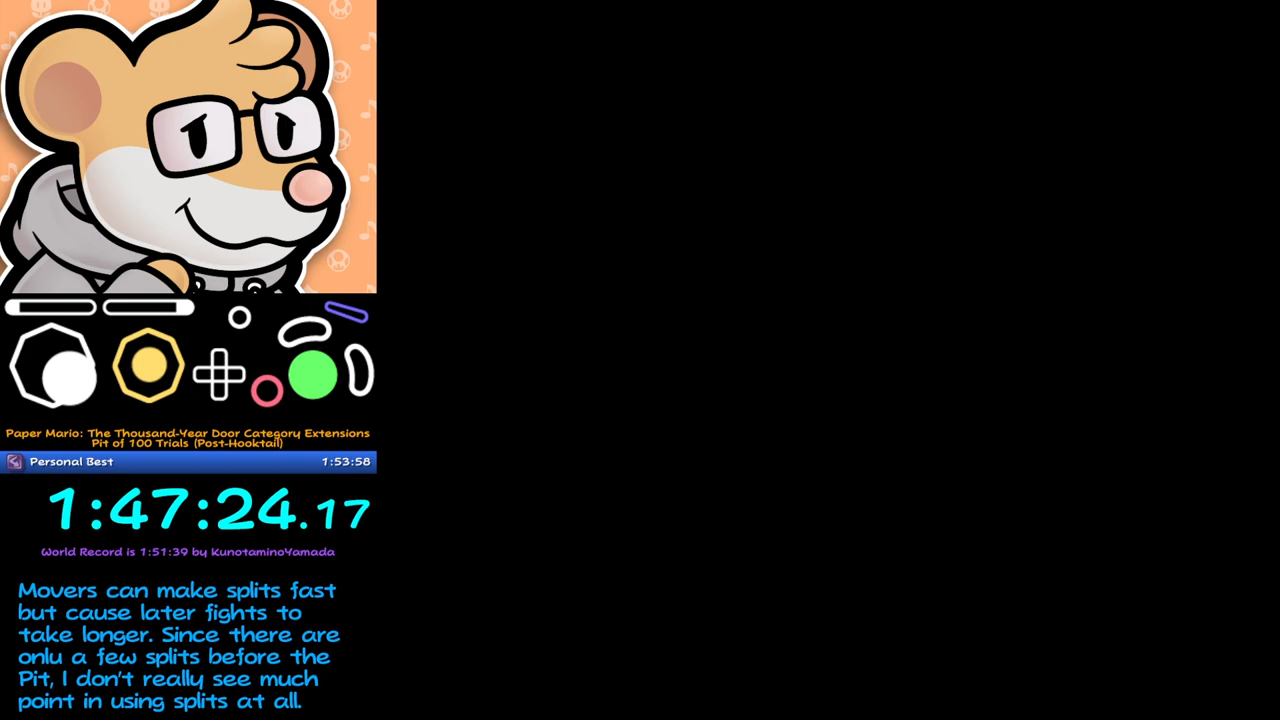 Paper Mario: The Thousand-Year Door Category Extensions
Pit of 100 Trials (Post-Hooktail)
Personal Best 1:53:58
1:47:24.17
World Record is 1:51:39 by KunotaminoYamada
Movers can make splits fast
but cause later fights to
take longer. Since there are
onlu a few splits before the
Pit, I don't really see much
point in using splits at all.